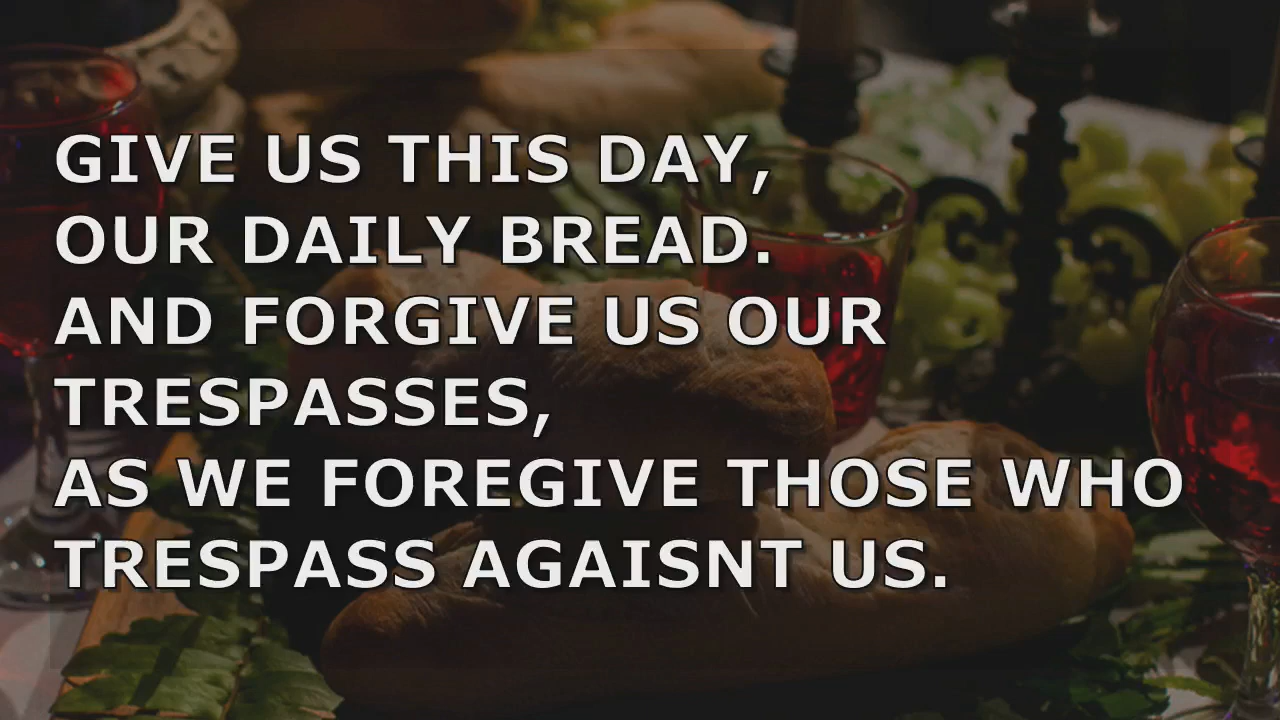 GIVE US THIS DAY,
OUR DAILY BREAD.
AND FORGIVE US OUR
TRESPASSES,
AS WE FOREGIVE THOSE WHO
TRESPASS AGAISNT US.